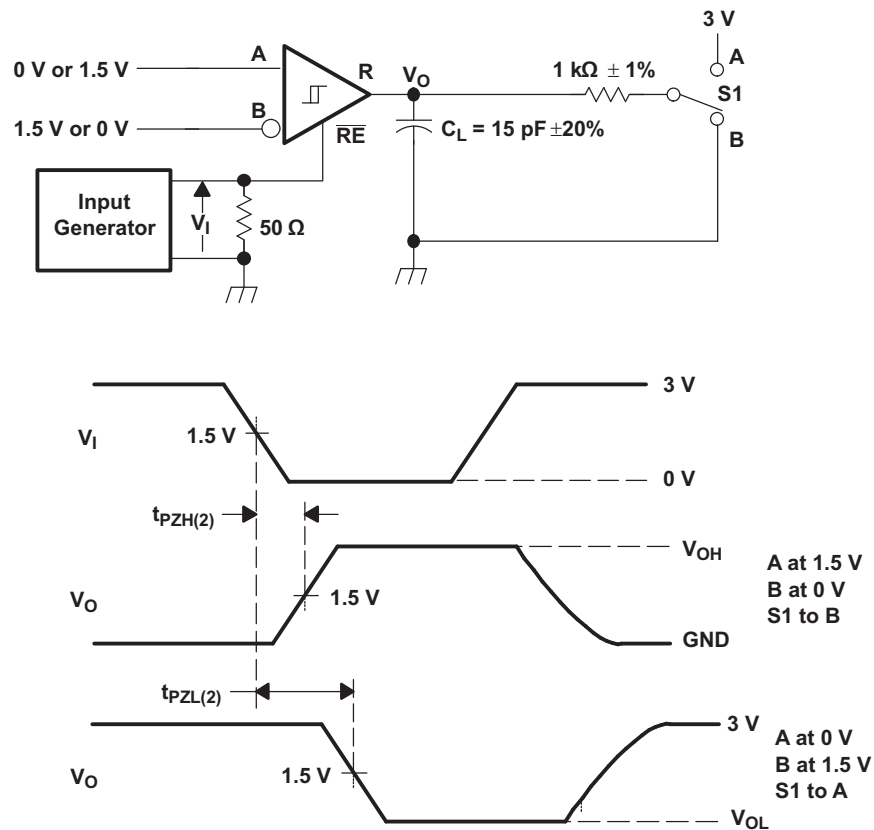 3 V
A
A
R
V_O
1 kΩ ± 1%
0 V or 1.5 V
S1
B
1.5 V or 0 V
R̅E̅
C_L = 15 pF ±20%
B
Input
Generator
V_I
50 Ω
3 V
V_I
1.5 V
0 V
t_PZH(2)
V_OH
A at 1.5 V
B at 0 V
S1 to B
V_O
1.5 V
GND
t_PZL(2)
3 V
A at 0 V
B at 1.5 V
S1 to A
V_O
1.5 V
V_OL